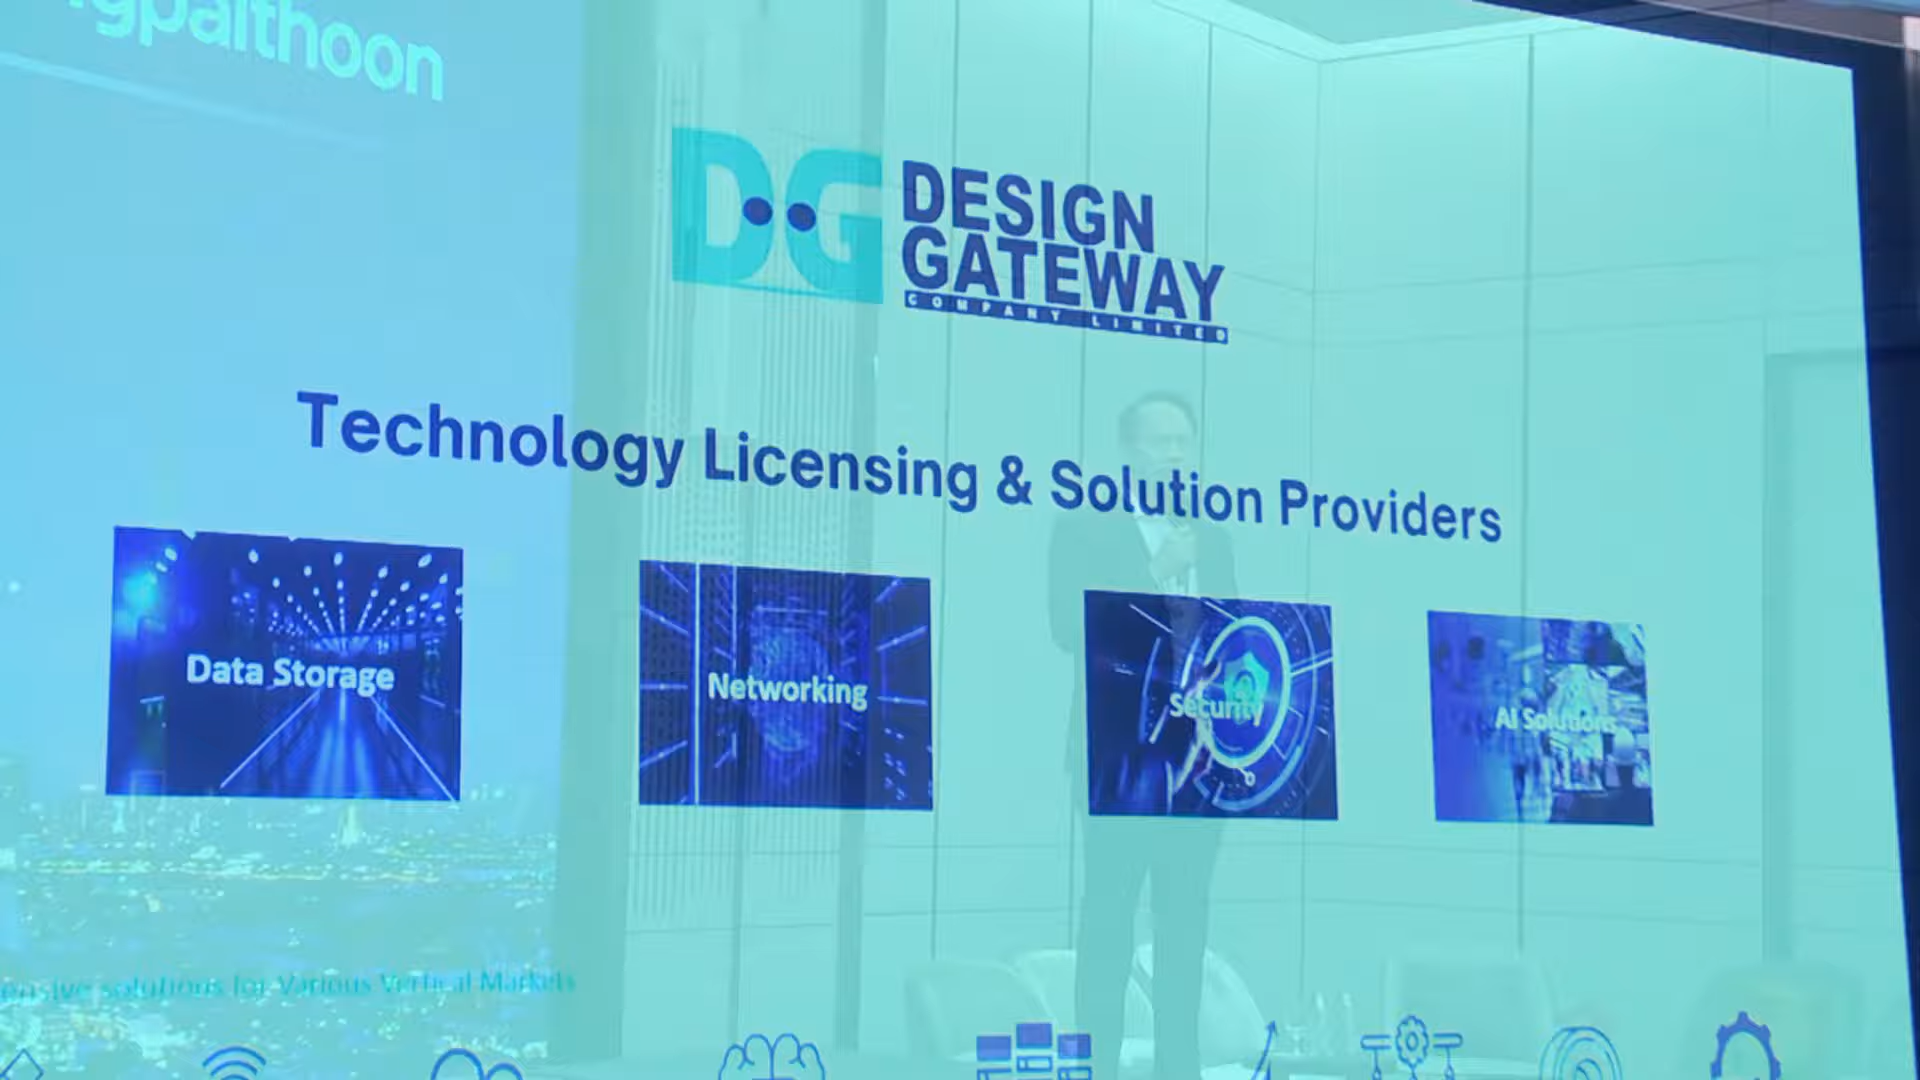 DG
DESIGN
GATEWAY
COMPANY LIMITED
Technology Licensing & Solution Providers
Data Storage
Networking
Security
AI Solutions
solutions for Various Vertical Markets